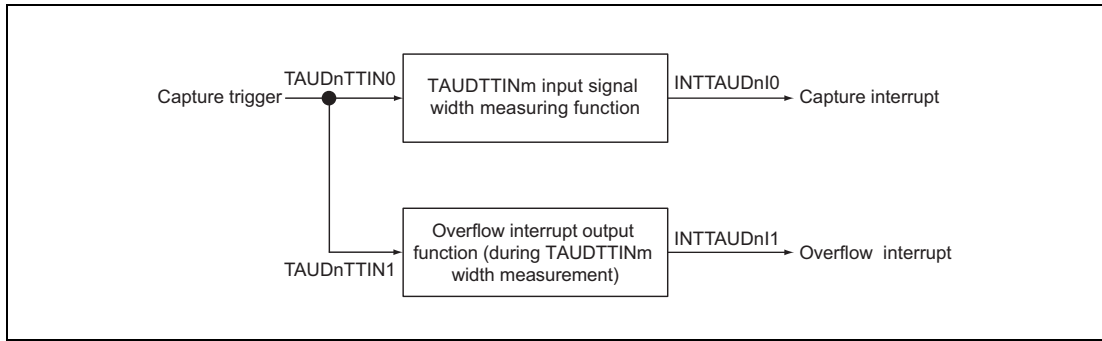 TAUDnTTIN0
Capture trigger
TAUDTTINm input signal
width measuring function
INTTAUDnI0
Capture interrupt
TAUDnTTIN1
Overflow interrupt output
function (during TAUDTTINm
width measurement)
INTTAUDnI1
Overflow interrupt